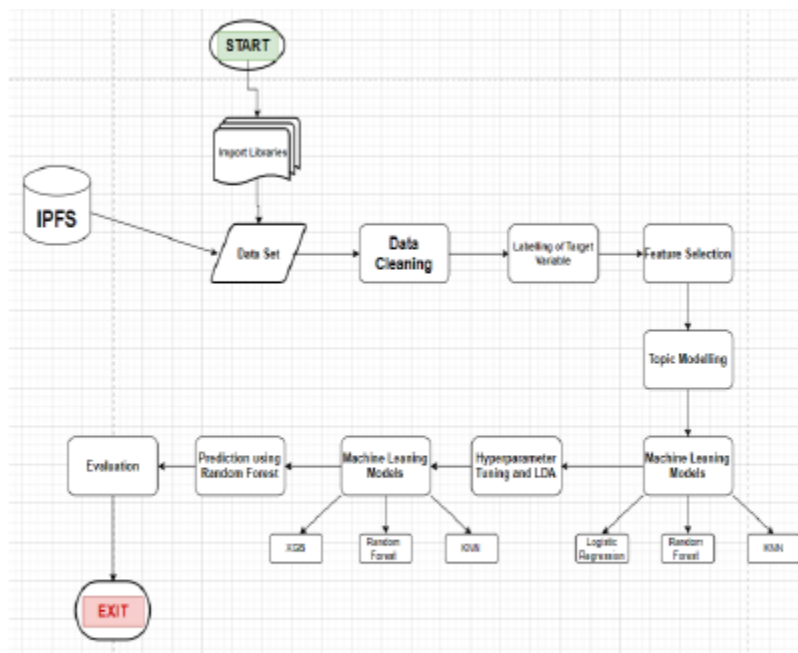 START
Import Libraries
IPFS
Data Set
Data
Cleaning
Labelling of Target
Variable
Feature Selection
Topic Modelling
Evaluation
Prediction using
Random Forest
Machine Leaning
Models
Hyperparameter
Tuning and LDA
Machine Leaning
Models
XGB
Random
Forest
KNN
Logistic
Regression
Random
Forest
KNN
EXIT